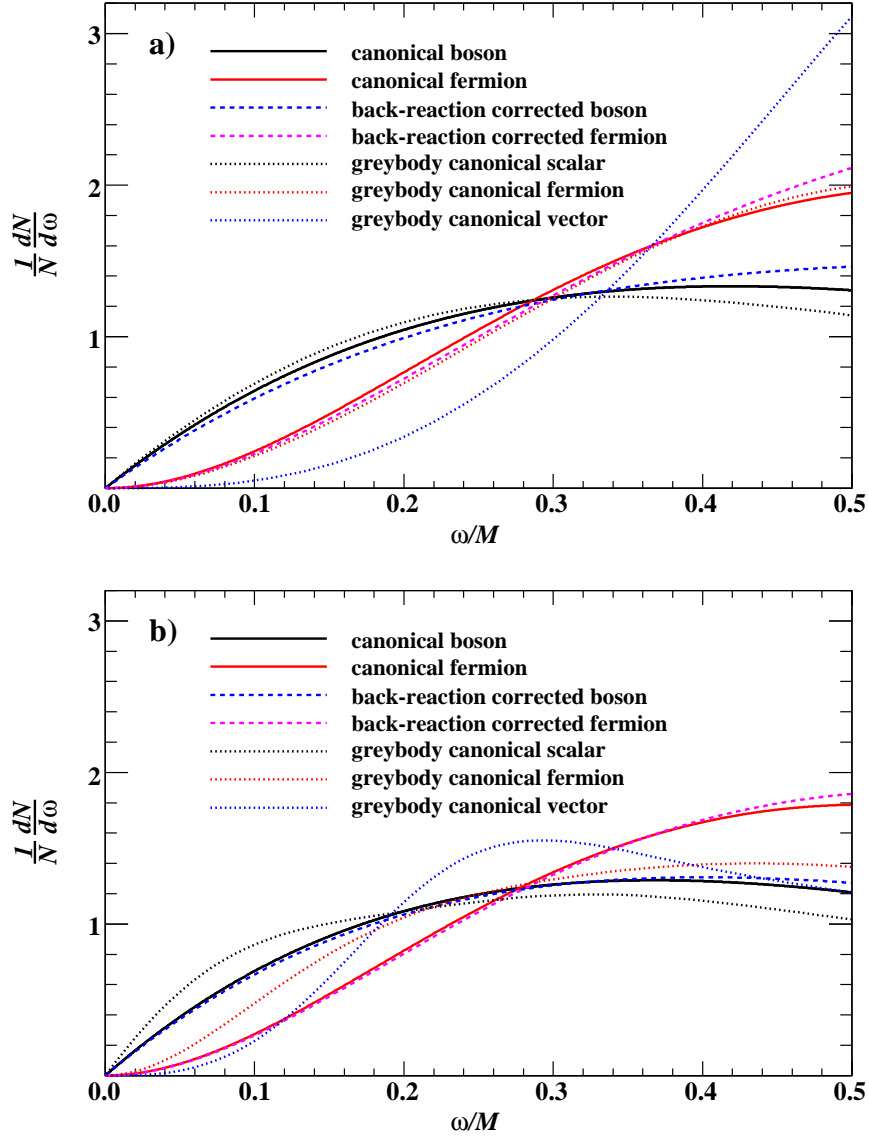 a)
canonical boson
canonical fermion
back-reaction corrected boson
back-reaction corrected fermion
greybody canonical scalar
greybody canonical fermion
greybody canonical vector
3
2
1
1 dN
N dω
0.0 0.1 0.2 0.3 0.4 0.5
ω/M
b)
canonical boson
canonical fermion
back-reaction corrected boson
back-reaction corrected fermion
greybody canonical scalar
greybody canonical fermion
greybody canonical vector
3
2
1
1 dN
N dω
0.0 0.1 0.2 0.3 0.4 0.5
ω/M